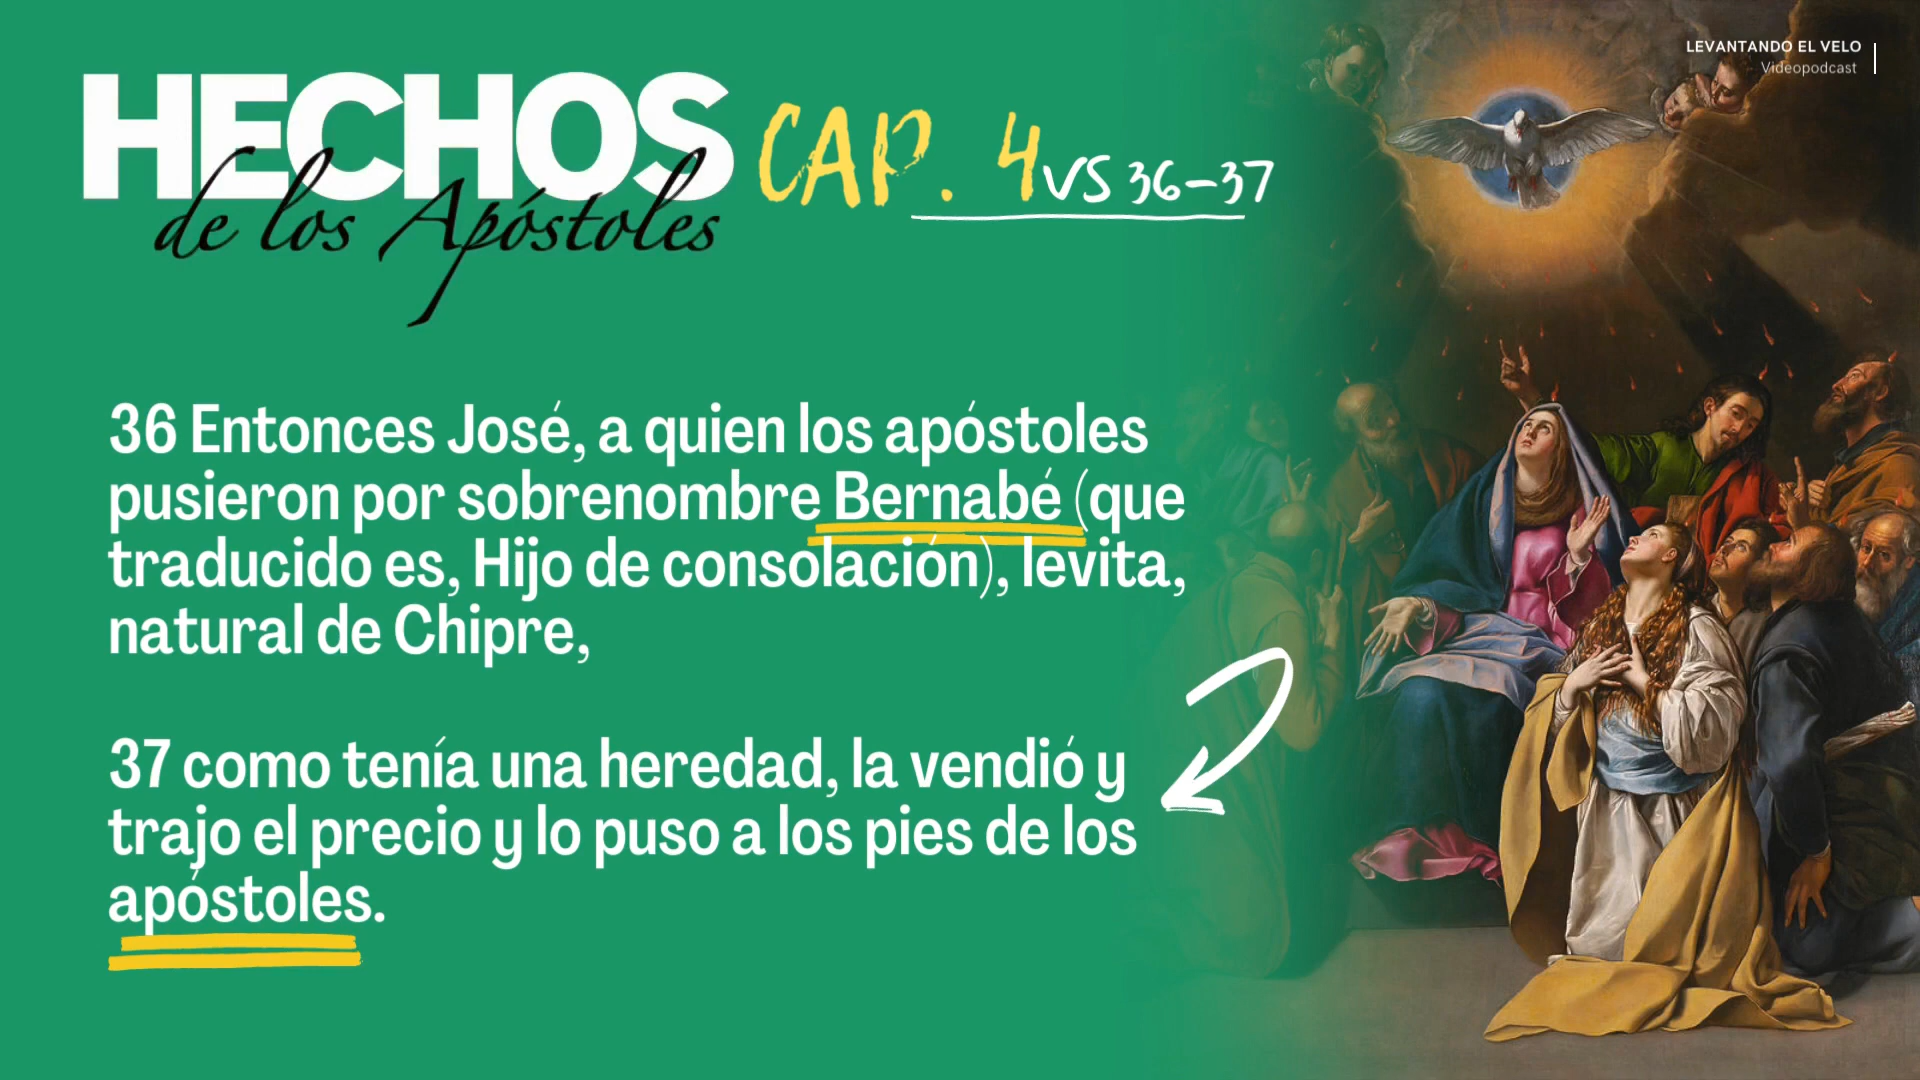 LEVANTANDO EL VELO
Videopodcast
HECHOS
de los Apóstoles
CAP. 4 VS 36-37
36 Entonces José, a quien los apóstoles
pusieron por sobrenombre Bernabé (que
traducido es, Hijo de consolación), levita,
natural de Chipre,
37 como tenía una heredad, la vendió y
trajo el precio y lo puso a los pies de los
apóstoles.